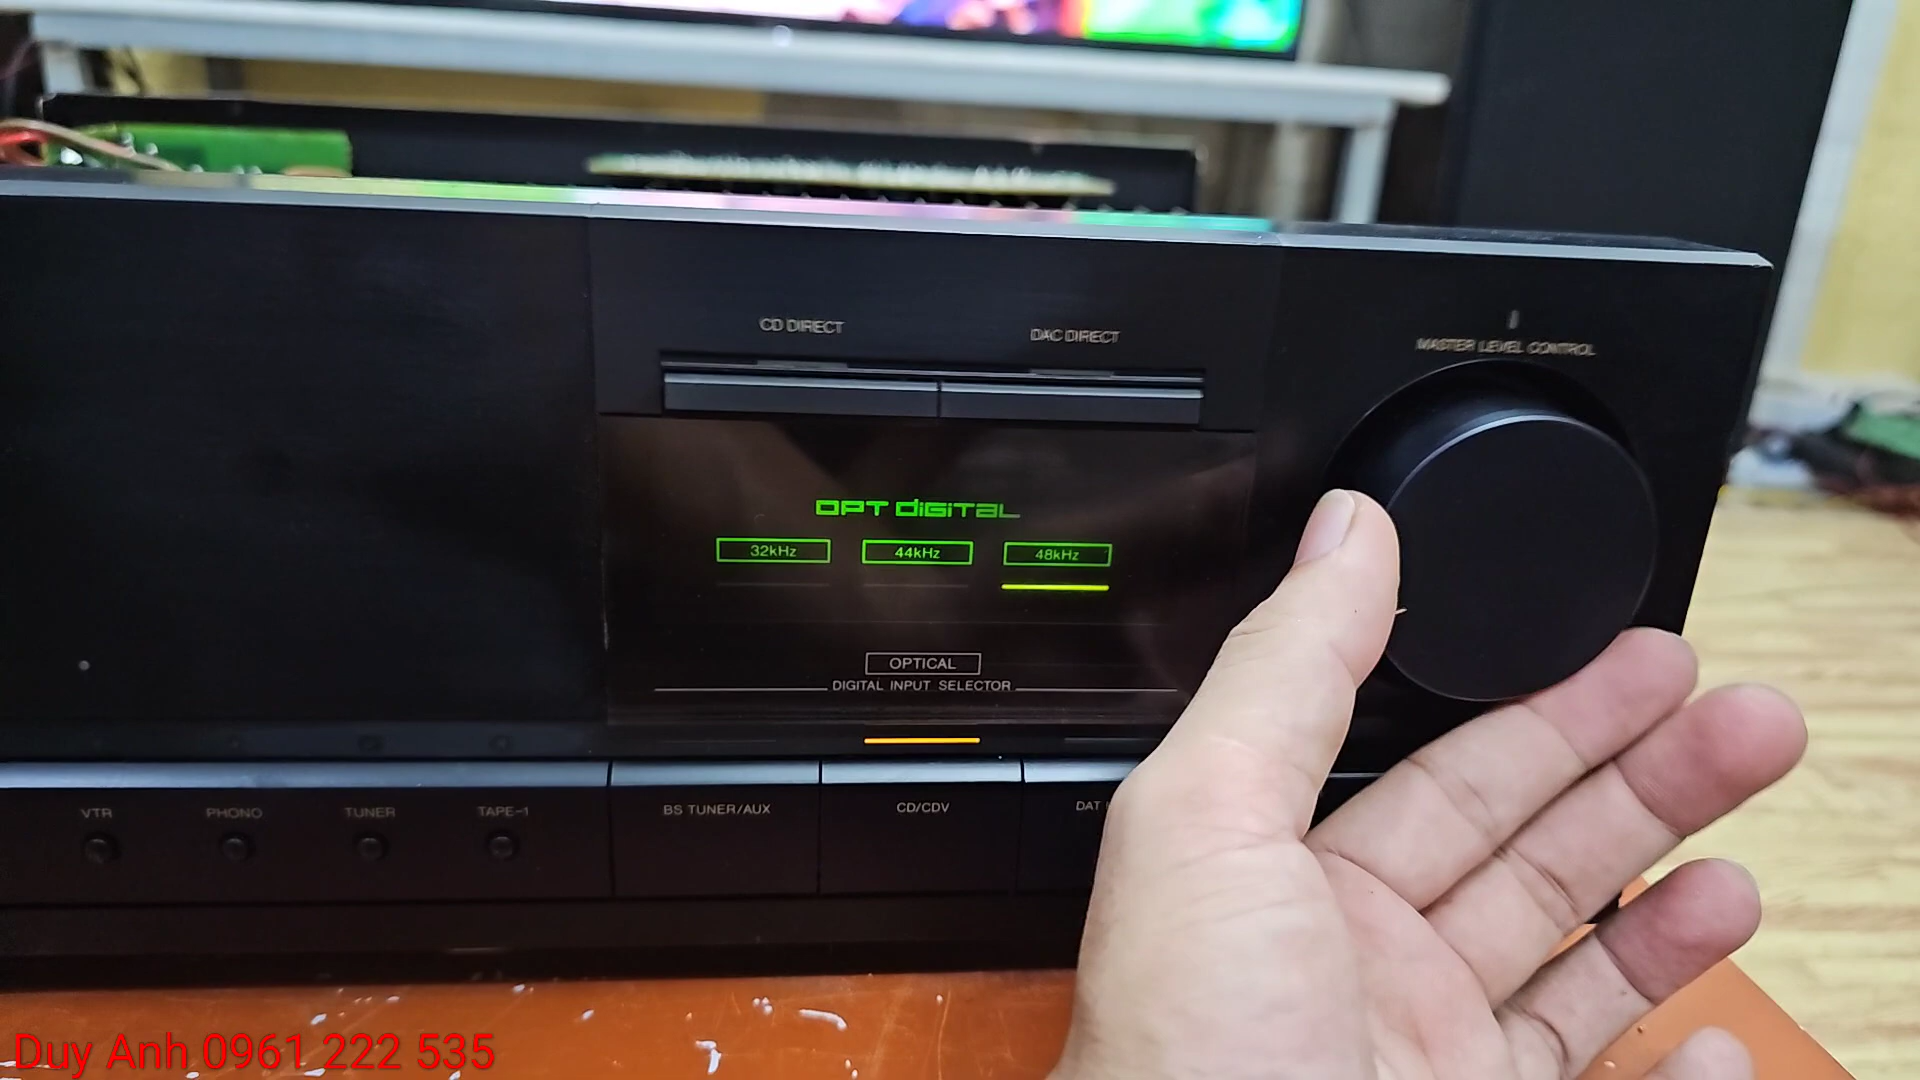 CD DIRECT
DAC DIRECT
MASTER LEVEL CONTROL
OPT DIGITAL
32kHz
44kHz
48kHz
OPTICAL
DIGITAL INPUT SELECTOR
VTR
PHONO
TUNER
TAPE-1
BS TUNER/AUX
CD/CDV
DAT
Duy Anh 0961 222 535